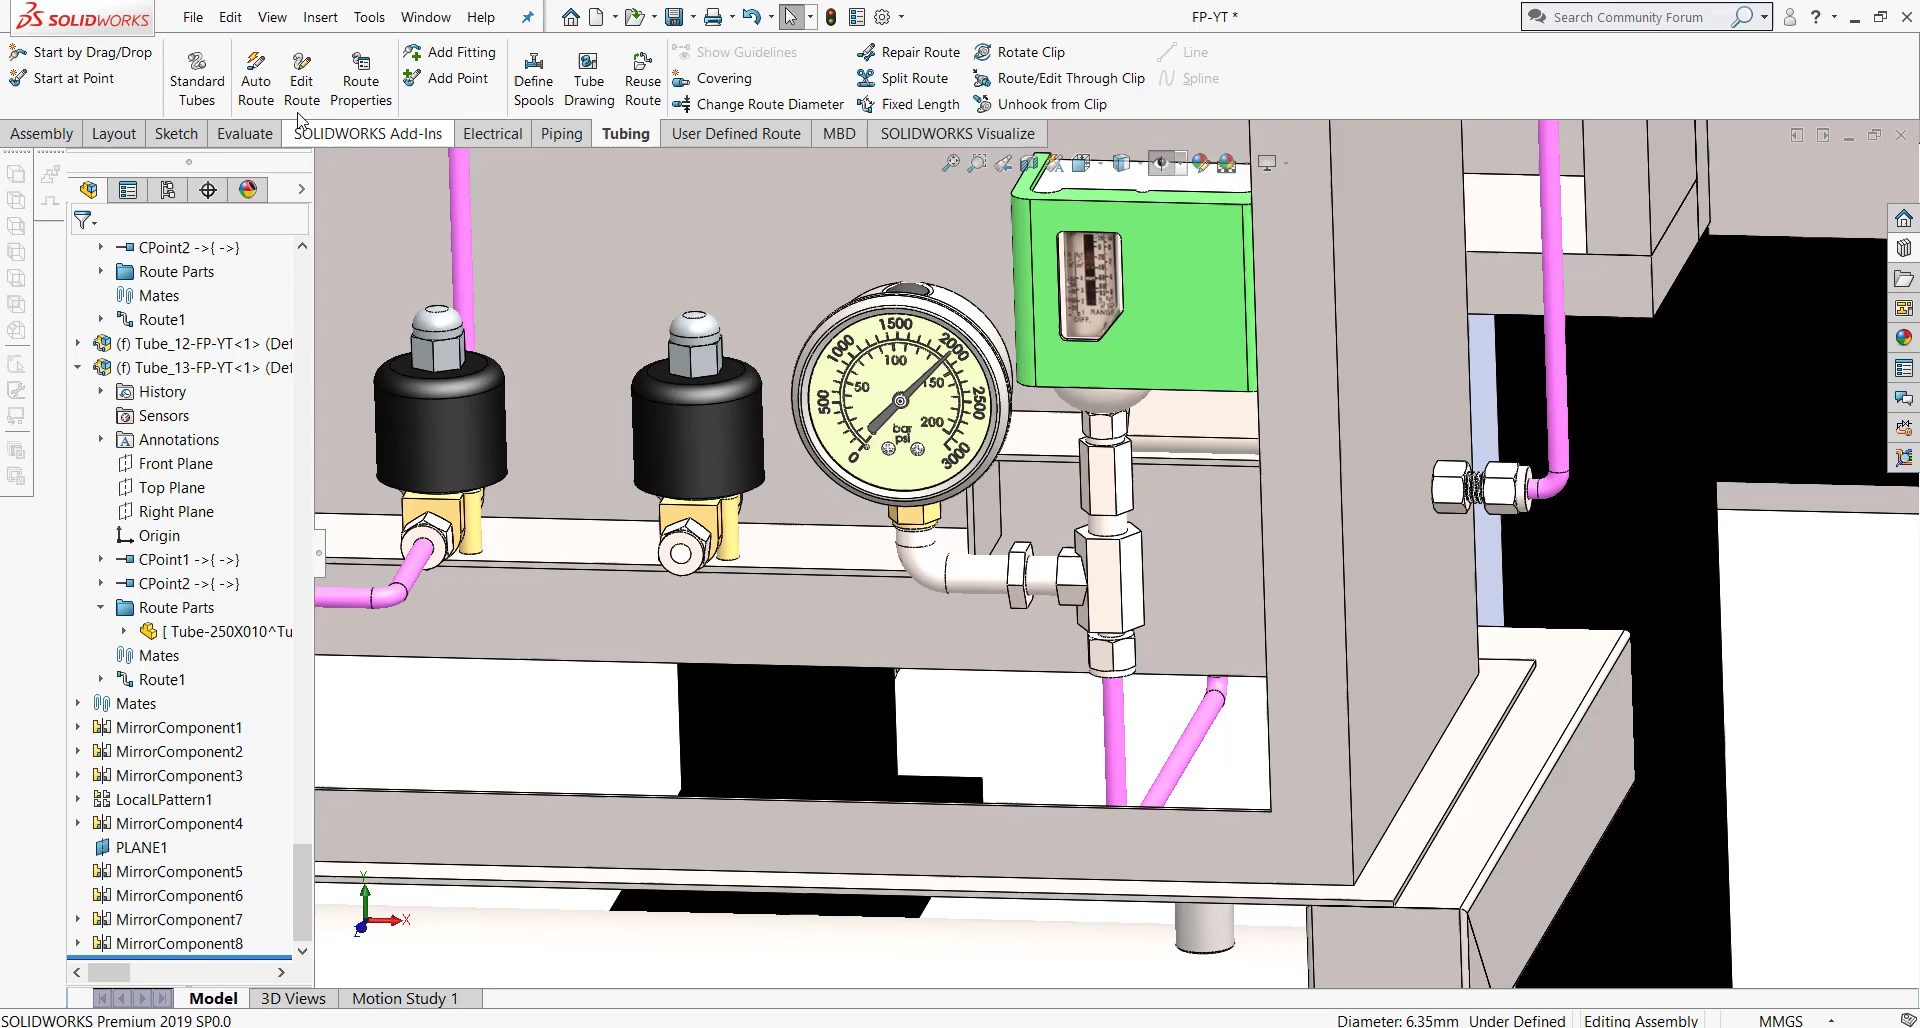 SOLIDWORKS
File Edit View Insert Tools Window Help
FP-YT *
Search Community Forum
Start by Drag/Drop
Start at Point
Standard Tubes
Auto Route
Edit Route
Route Properties
Add Fitting
Add Point
Define Spools
Tube Drawing
Reuse Route
Show Guidelines
Covering
Change Route Diameter
Repair Route
Split Route
Fixed Length
Rotate Clip
Route/Edit Through Clip
Unhook from Clip
Line
Spline
Assembly Layout Sketch Evaluate SOLIDWORKS Add-Ins Electrical Piping Tubing User Defined Route MBD SOLIDWORKS Visualize
CPoint2 ->{ ->}
Route Parts
Mates
Route1
(f) Tube_12-FP-YT<1> (Def
(f) Tube_13-FP-YT<1> (Def
History
Sensors
Annotations
Front Plane
Top Plane
Right Plane
Origin
CPoint1 ->{ ->}
CPoint2 ->{ ->}
Route Parts
[ Tube-250X010^Tu
Mates
Route1
Mates
MirrorComponent1
MirrorComponent2
MirrorComponent3
LocalLPattern1
MirrorComponent4
PLANE1
MirrorComponent5
MirrorComponent6
MirrorComponent7
MirrorComponent8
0
500
1000
1500
2000
2500
3000
50
100
150
200
bar
psi
RANGE
DIFF.
Y
X
Z
Model 3D Views Motion Study 1
SOLIDWORKS Premium 2019 SP0.0
Diameter: 6.35mm Under Defined Editing Assembly MMGS